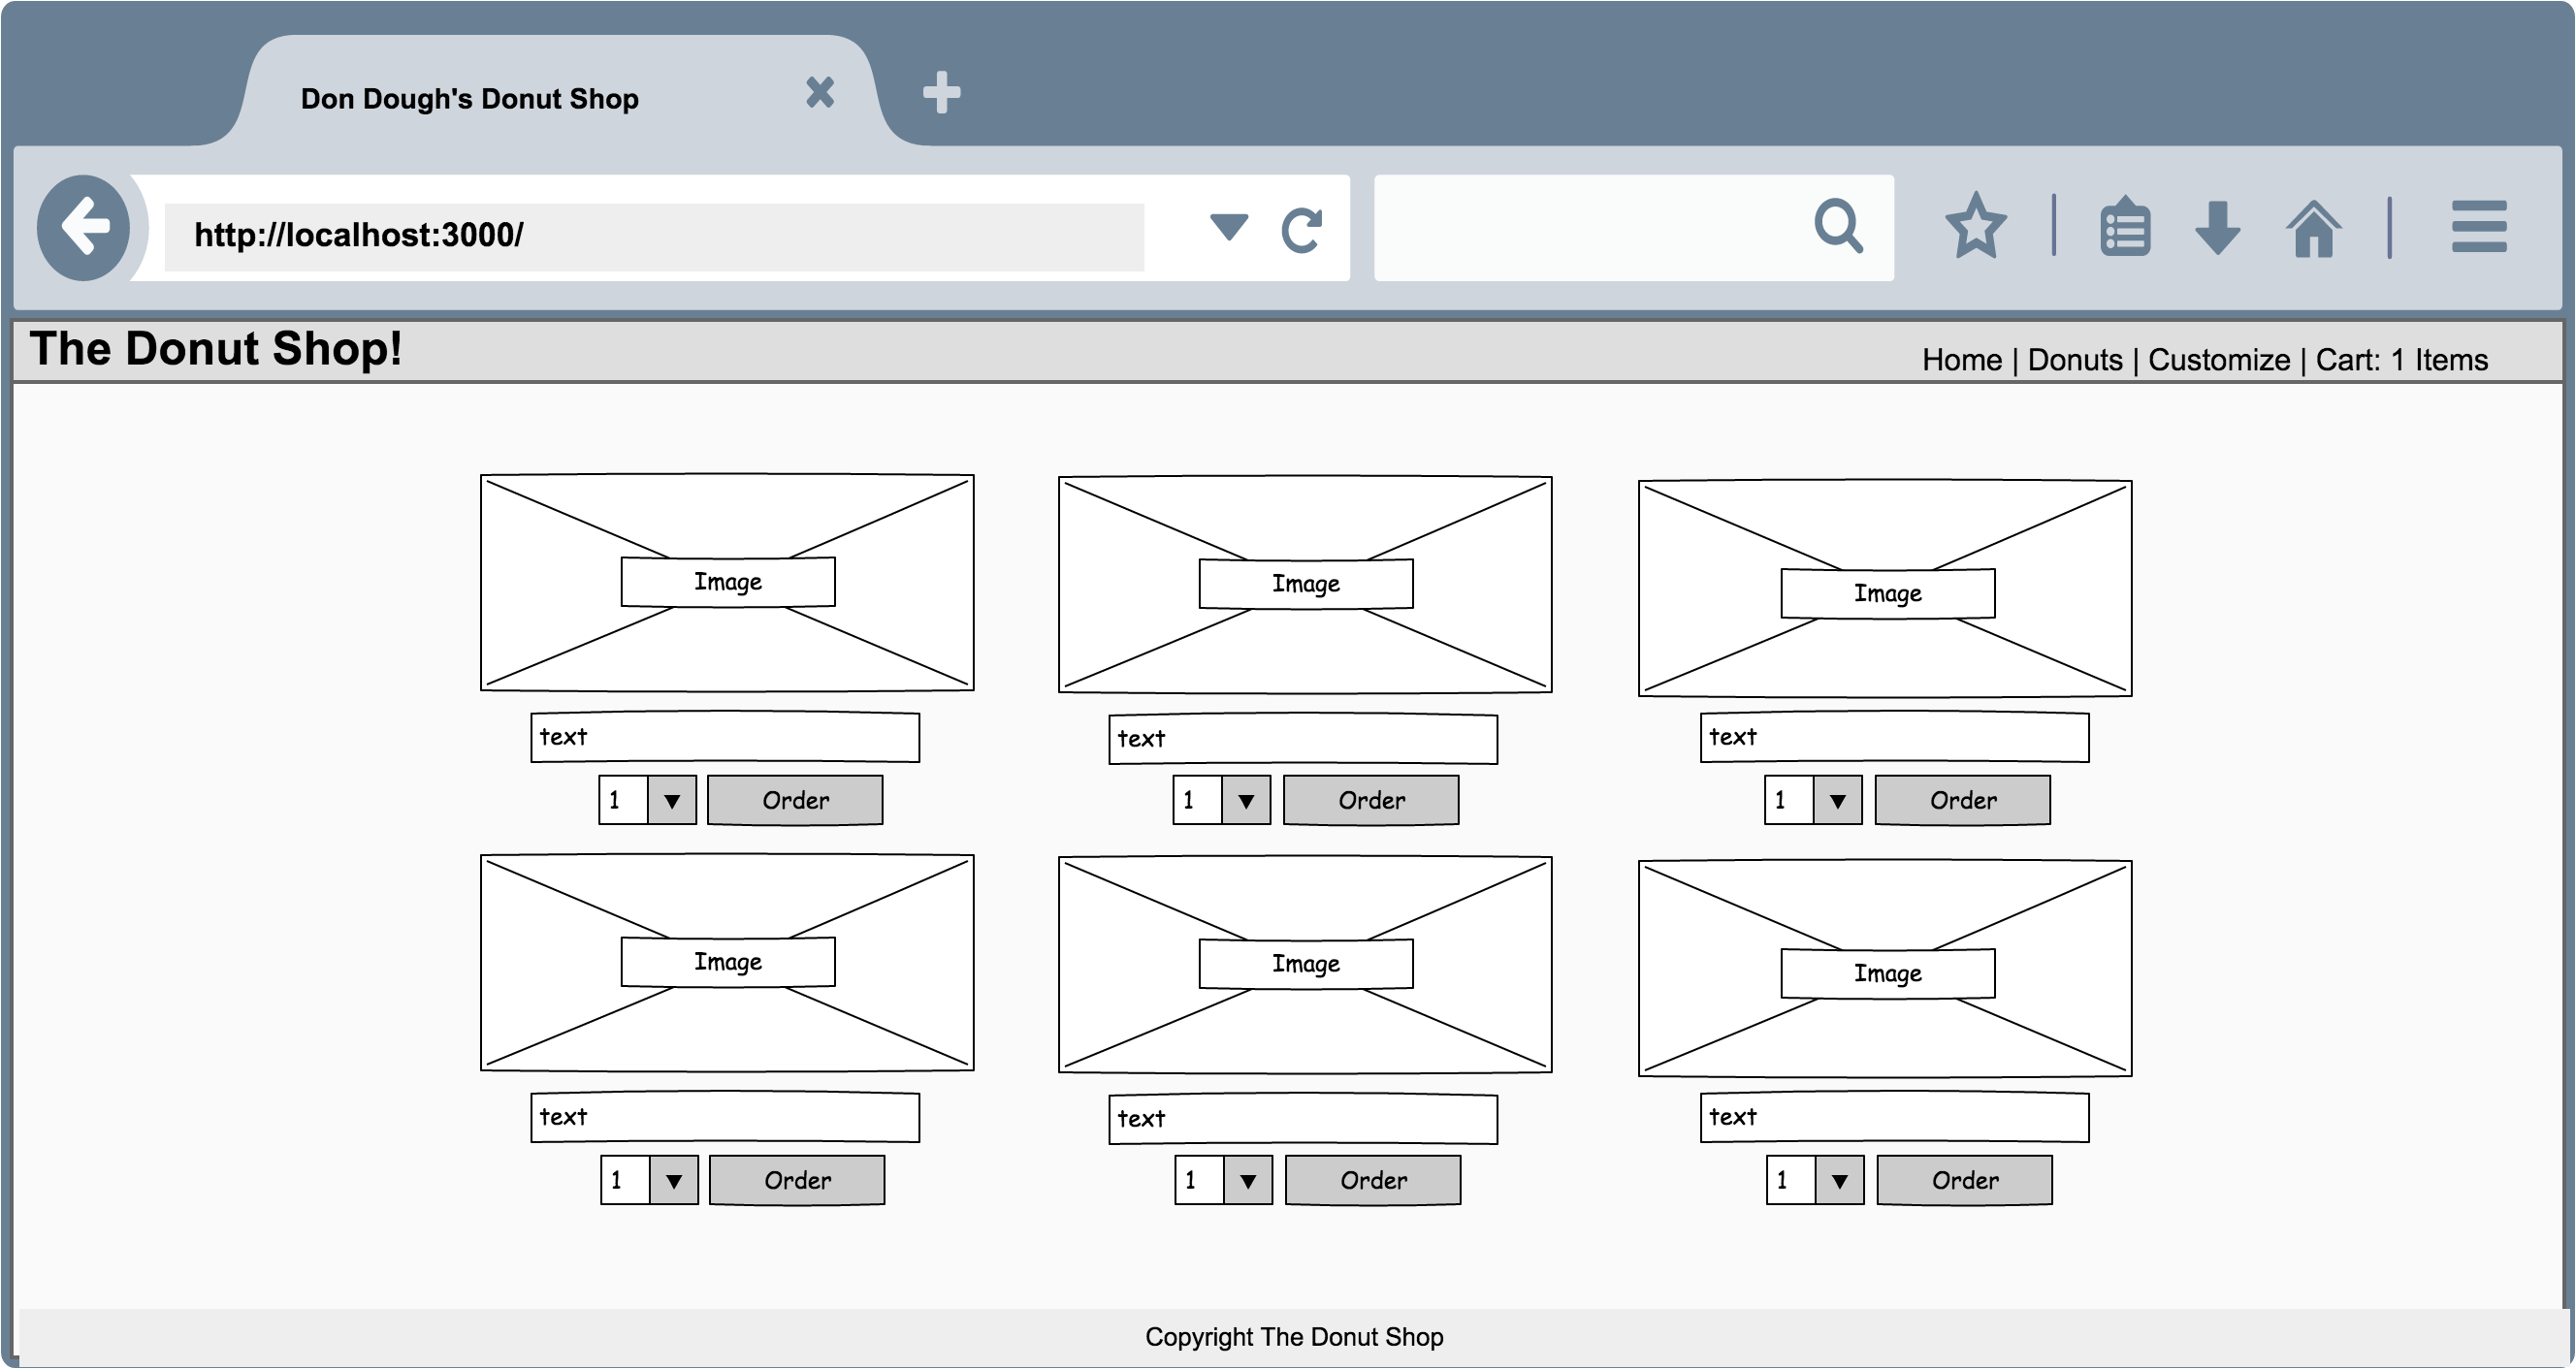 Don Dough's Donut Shop
http://localhost:3000/
The Donut Shop!
Home | Donuts | Customize | Cart: 1 Items
Image
Image
Image
text
text
text
1
Order
1
Order
1
Order
Image
Image
Image
text
text
text
1
Order
1
Order
1
Order
Copyright The Donut Shop